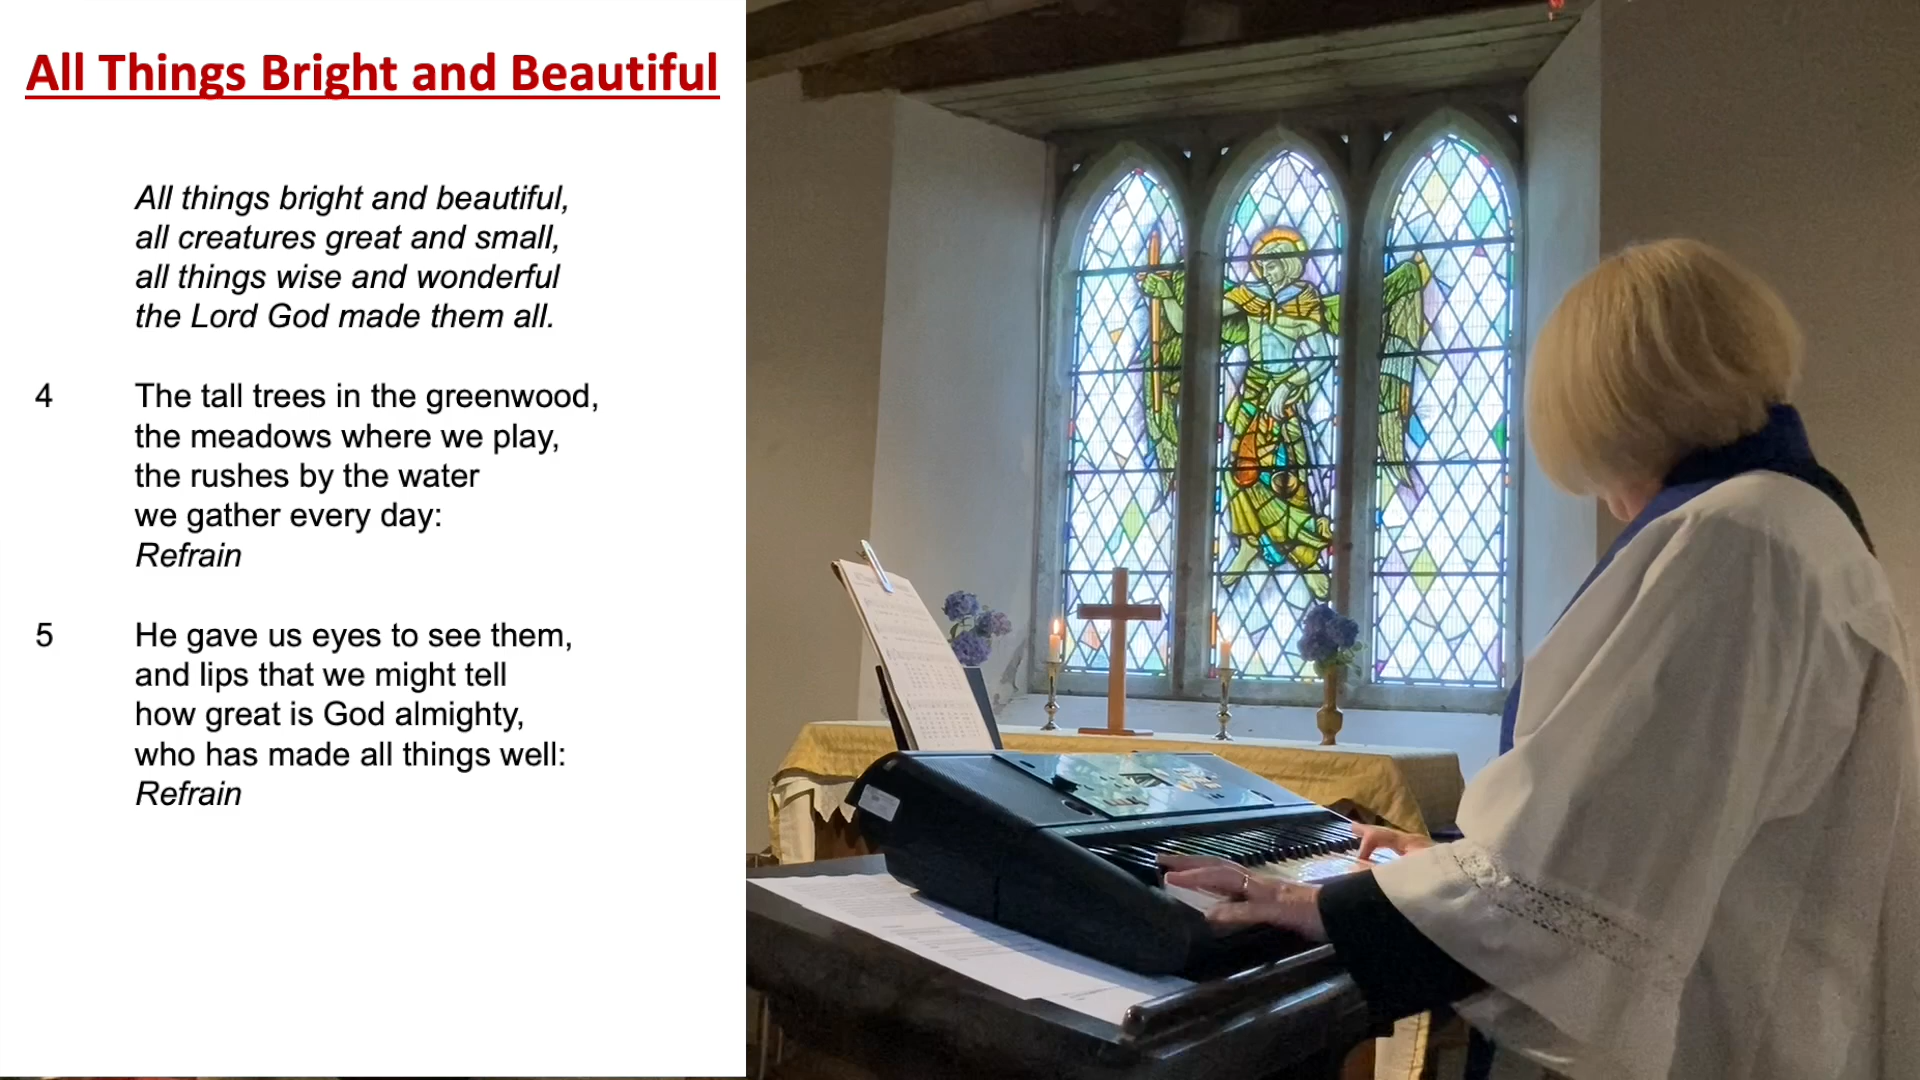 All Things Bright and Beautiful
All things bright and beautiful,
all creatures great and small,
all things wise and wonderful
the Lord God made them all.
4 The tall trees in the greenwood,
the meadows where we play,
the rushes by the water
we gather every day:
Refrain
5 He gave us eyes to see them,
and lips that we might tell
how great is God almighty,
who has made all things well:
Refrain